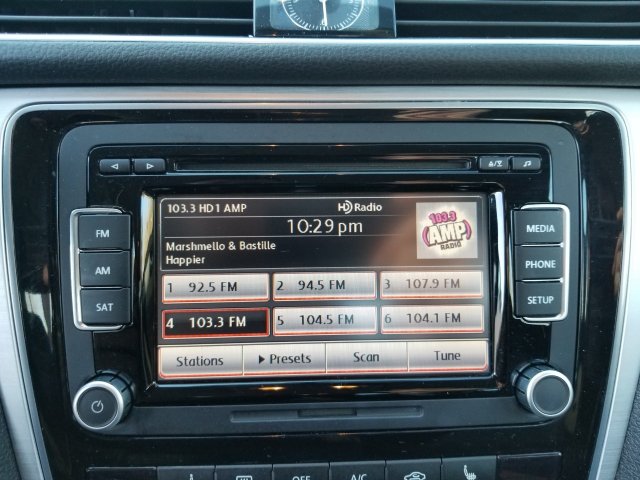 103.3 HD1 AMP HD Radio
10:29 pm
Marshmello & Bastille
Happier
103.3
AMP
RADIO
FM
AM
SAT
MEDIA
PHONE
SETUP
1 92.5 FM 2 94.5 FM 3 107.9 FM
4 103.3 FM 5 104.5 FM 6 104.1 FM
Stations Presets Scan Tune
OFF A/C